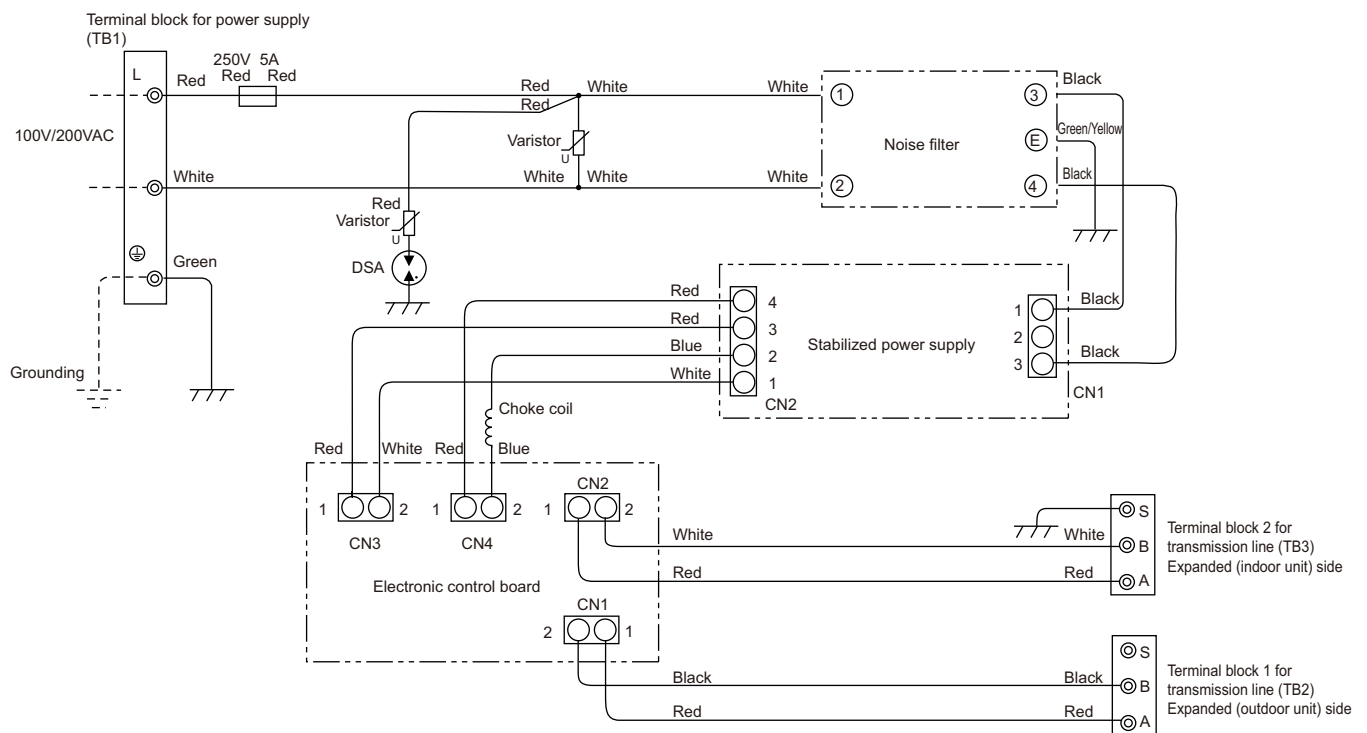 Terminal block for power supply
(TB1)
L
Red
250V 5A
Red Red
Red
Red
White
White
100V/200VAC
Varistor
U
White
White
White
White
Noise filter
1
2
3
E
4
Black
Green/Yellow
Black
Red
Varistor
U
DSA
Green
Grounding
Red
Red
Blue
White
4
3
2
1
CN2
Stabilized power supply
1
2
3
CN1
Black
Black
Choke coil
Red
White
Red
Blue
1
2
CN3
1
2
CN4
CN2
1
2
Electronic control board
CN1
2
1
White
White
Red
Red
S
B
A
Terminal block 2 for
transmission line (TB3)
Expanded (indoor unit) side
Black
Black
Red
Red
S
B
A
Terminal block 1 for
transmission line (TB2)
Expanded (outdoor unit) side